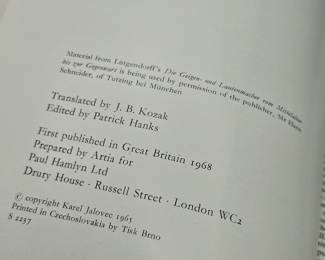 Material from Lütgendorff's Die Geigen- und Lautenmacher vom Mittelalter
bis zur Gegenwart is being used by permission of the publisher, Mr Hans
Schneider, of Tutzing bei München
Translated by J. B. Kozak
Edited by Patrick Hanks
First published in Great Britain 1968
Prepared by Artia for
Paul Hamlyn Ltd
Drury House · Russell Street · London WC2
© copyright Karel Jalovec 1965
Printed in Czechoslovakia by Tisk Brno
S 2237